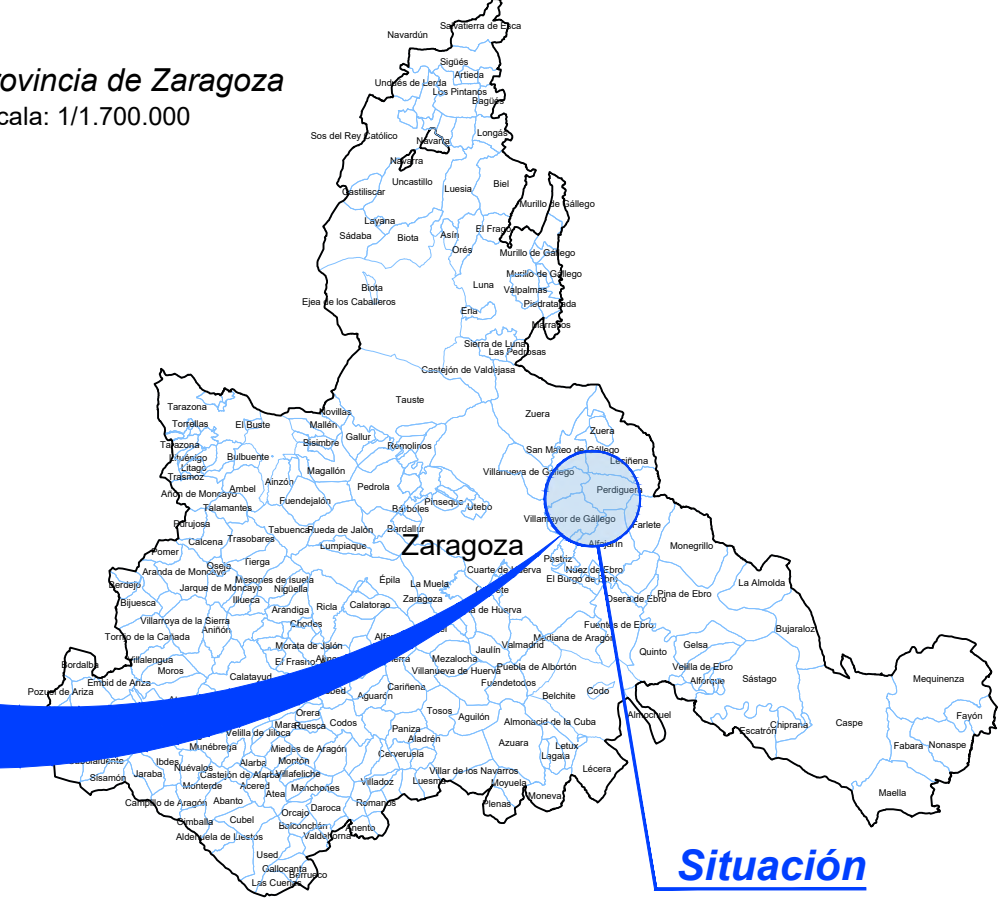 Navardún
Salvatierra de Esca
Sigüés
Artieda
rovincia de Zaragoza
Undués de Lerda
Los Pintanos
Bagüés
cala: 1/1.700.000
Sos del Rey Católico
Longás
Navarra
Navarra
Uncastillo
Luesia
Biel
Castiliscar
Murillo de Gállego
Layana
Sádaba
Biota
Asín
El Frago
Orés
Murillo de Gállego
Murillo de Gállego
Biota
Luna
Valpalmas
Ejea de los Caballeros
Piedratajada
Erla
Marracos
Sierra de Luna
Las Pedrosas
Castejón de Valdejasa
Tauste
Tarazona
Novillas
Zuera
Torrellas
El Buste
Mallén
Zuera
Gallur
Bisimbre
Remolinos
Tarazona
San Mateo de Gállego
Lituénigo
Bulbuente
Leciñena
Litago
Magallón
Villanueva de Gállego
Trasmoz
Ainzón
Pedrola
Perdiguera
Añón de Moncayo
Ambel
Fuendejalón
Pinseque
Talamantes
Bárboles
Utebo
Purujosa
Tabuenca
Rueda de Jalón
Bardallur
Villamayor de Gállego
Farlete
Calcena
Trasobares
Lumpiaque
Zaragoza
Alfajarín
Monegrillo
Pomer
Tierga
Pastriz
Oseja
Aranda de Moncayo
Cuarte de Huerva
Nuez de Ebro
Mesones de Isuela
Épila
La Muela
El Burgo de Ebro
Berdejo
Jarque de Moncayo
Nigüella
La Almolda
Illueca
Zaragoza
Osera de Ebro
Pina de Ebro
Bijuesca
Arándiga
Ricla
Calatorao
de Huerva
Villarroya de la Sierra
Chodes
Fuentes de Ebro
Aniñón
Bujaraloz
Torrijo de la Cañada
Mediana de Aragón
Morata de Jalón
Valmadrid
Gelsa
Jaulín
Quinto
Villalengua
El Frasno
Mezalocha
Puebla de Albortón
Velilla de Ebro
Bordalba
Moros
Villanueva de Huerva
Calatayud
Fuendetodos
Alforque
Sástago
Mequinenza
Embid de Ariza
Cariñena
Pozuel de Ariza
Aguarón
Belchite
Codo
Orera
Tosos
Aguilón
Almochuel
Fayón
Mara
Ruesca
Codos
Almonacid de la Cuba
Chiprana
Caspe
Paniza
Escatrón
Velilla de Jiloca
Aladrén
Azuara
Letux
Fabara
Nonaspe
Munébrega
Miedes de Aragón
Cerveruela
Lagata
Ibdes
Alarba
Montón
Nuévalos
Villar de los Navarros
Lécera
Sisamón
Jaraba
Castejón de Alarba
Villafeliche
Villadoz
Luesma
Moyuela
Monterde
Acered
Manchones
Maella
Atea
Moneva
Campillo de Aragón
Abanto
Daroca
Romanos
Plenas
Orcajo
Cimballa
Cubel
Balconchán
Anento
Aldehuela de Liestos
Valdehorna
Used
Situación
Gallocanta
Berrueco
Las Cuerlas